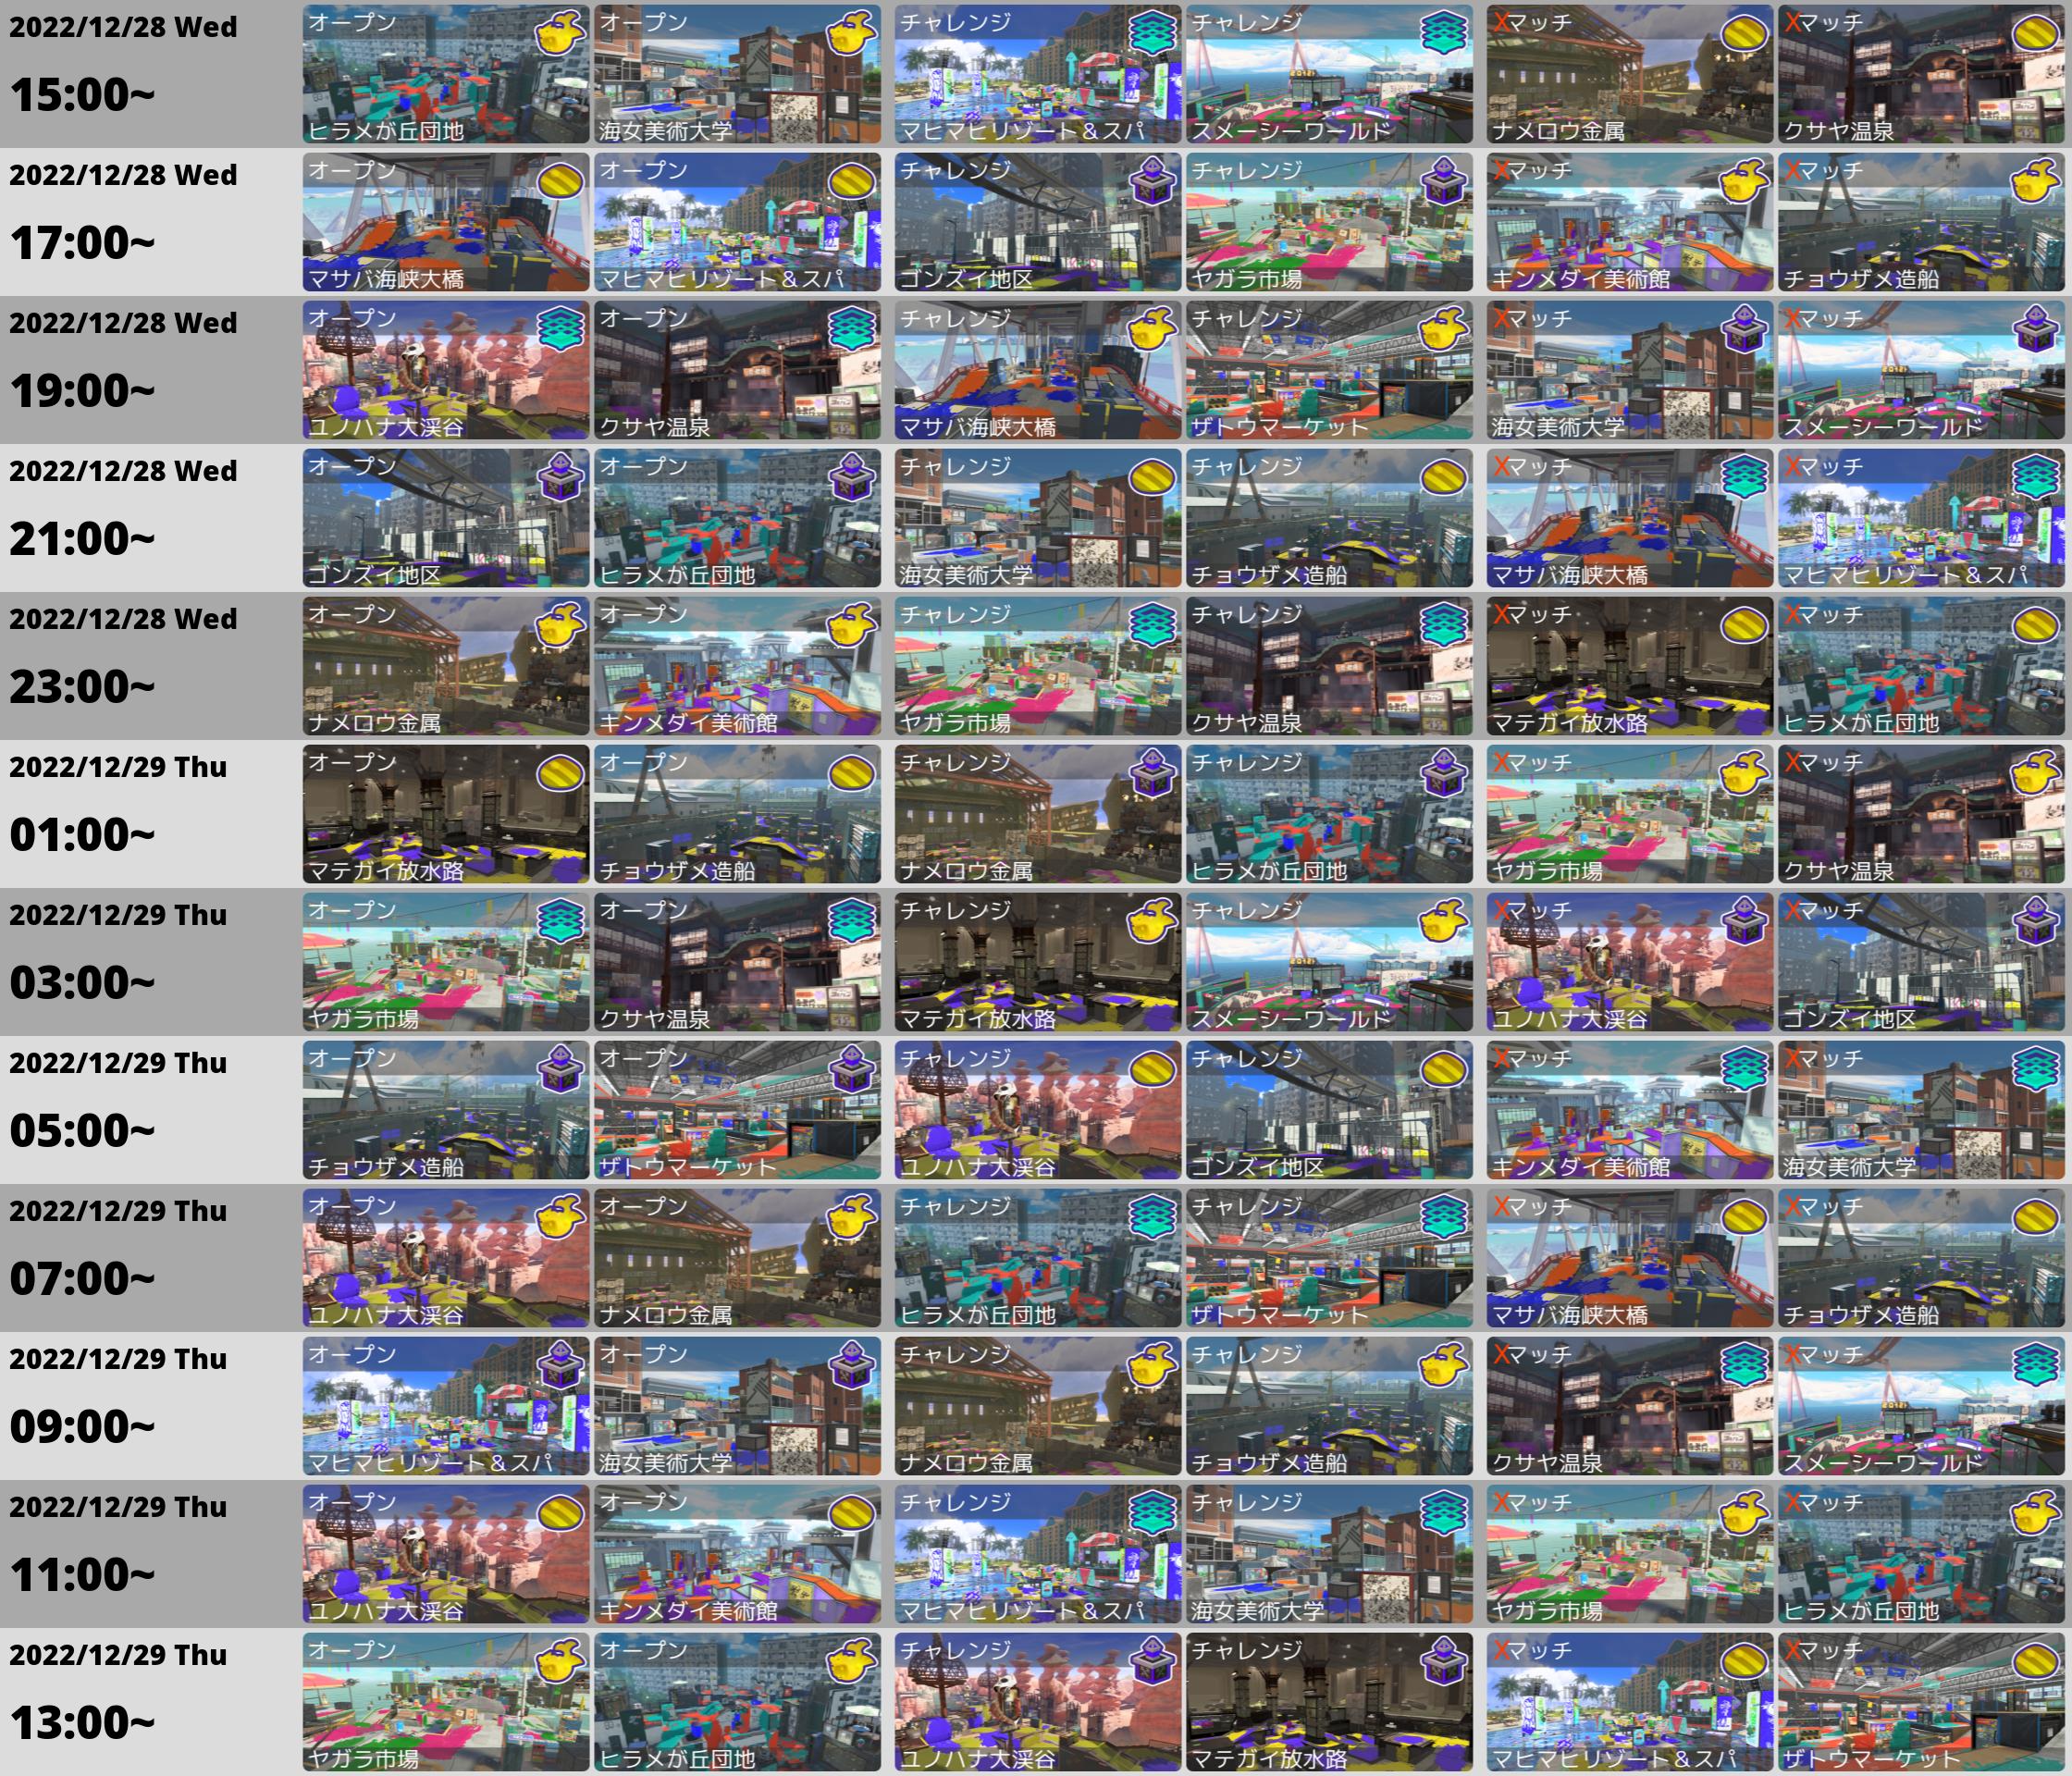 2022/12/28 Wed
15:00~
オープン オープン チャレンジ チャレンジ Xマッチ Xマッチ
ヒラメが丘団地 海女美術大学 マヒマヒリゾート＆スパ スメーシーワールド ナメロウ金属 クサヤ温泉
2022/12/28 Wed
17:00~
オープン オープン チャレンジ チャレンジ Xマッチ Xマッチ
マサバ海峡大橋 マヒマヒリゾート＆スパ ゴンズイ地区 ヤガラ市場 キンメダイ美術館 チョウザメ造船
2022/12/28 Wed
19:00~
オープン オープン チャレンジ チャレンジ Xマッチ Xマッチ
ユノハナ大渓谷 クサヤ温泉 マサバ海峡大橋 ザトウマーケット 海女美術大学 スメーシーワールド
2022/12/28 Wed
21:00~
オープン オープン チャレンジ チャレンジ Xマッチ Xマッチ
ゴンズイ地区 ヒラメが丘団地 海女美術大学 チョウザメ造船 マサバ海峡大橋 マヒマヒリゾート＆スパ
2022/12/28 Wed
23:00~
オープン オープン チャレンジ チャレンジ Xマッチ Xマッチ
ナメロウ金属 キンメダイ美術館 ヤガラ市場 クサヤ温泉 マテガイ放水路 ヒラメが丘団地
2022/12/29 Thu
01:00~
オープン オープン チャレンジ チャレンジ Xマッチ Xマッチ
マテガイ放水路 チョウザメ造船 ナメロウ金属 ヒラメが丘団地 ヤガラ市場 クサヤ温泉
2022/12/29 Thu
03:00~
オープン オープン チャレンジ チャレンジ Xマッチ Xマッチ
ヤガラ市場 クサヤ温泉 マテガイ放水路 スメーシーワールド ユノハナ大渓谷 ゴンズイ地区
2022/12/29 Thu
05:00~
オープン オープン チャレンジ チャレンジ Xマッチ Xマッチ
チョウザメ造船 ザトウマーケット ユノハナ大渓谷 ゴンズイ地区 キンメダイ美術館 海女美術大学
2022/12/29 Thu
07:00~
オープン オープン チャレンジ チャレンジ Xマッチ Xマッチ
ユノハナ大渓谷 ナメロウ金属 ヒラメが丘団地 ザトウマーケット マサバ海峡大橋 チョウザメ造船
2022/12/29 Thu
09:00~
オープン オープン チャレンジ チャレンジ Xマッチ Xマッチ
マヒマヒリゾート＆スパ 海女美術大学 ナメロウ金属 チョウザメ造船 クサヤ温泉 スメーシーワールド
2022/12/29 Thu
11:00~
オープン オープン チャレンジ チャレンジ Xマッチ Xマッチ
ユノハナ大渓谷 キンメダイ美術館 マヒマヒリゾート＆スパ 海女美術大学 ヤガラ市場 ヒラメが丘団地
2022/12/29 Thu
13:00~
オープン オープン チャレンジ チャレンジ Xマッチ Xマッチ
ヤガラ市場 ヒラメが丘団地 ユノハナ大渓谷 マテガイ放水路 マヒマヒリゾート＆スパ ザトウマーケット